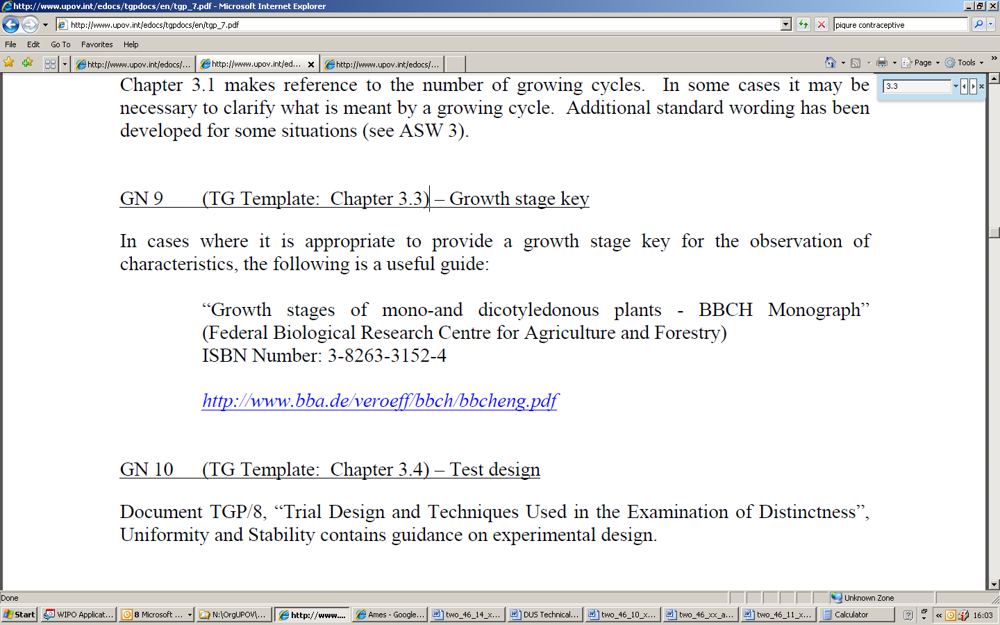 http://www.upov.int/edocs/tgpdocs/en/tgp_7.pdf - Microsoft Internet Explorer
http://www.upov.int/edocs/tgpdocs/en/tgp_7.pdf
piqure contraceptive
File Edit Go To Favorites Help
http://www.upov.int/edocs/... http://www.upov.int/ed... http://www.upov.int/edocs/... Page Tools
3.3
Chapter 3.1 makes reference to the number of growing cycles. In some cases it may be
necessary to clarify what is meant by a growing cycle. Additional standard wording has been
developed for some situations (see ASW 3).
GN 9 (TG Template: Chapter 3.3) – Growth stage key
In cases where it is appropriate to provide a growth stage key for the observation of
characteristics, the following is a useful guide:
“Growth stages of mono-and dicotyledonous plants - BBCH Monograph”
(Federal Biological Research Centre for Agriculture and Forestry)
ISBN Number: 3-8263-3152-4
http://www.bba.de/veroeff/bbch/bbcheng.pdf
GN 10 (TG Template: Chapter 3.4) – Test design
Document TGP/8, “Trial Design and Techniques Used in the Examination of Distinctness”,
Uniformity and Stability contains guidance on experimental design.
Done Unknown Zone
Start WIPO Applicat... 8 Microsoft ... N:\OrgUPOV\... http://www.... Ames - Google... two_46_14_x... DUS Technical... two_46_10_x... two_46_xx_a... two_46_11_x... Calculator « 16:03